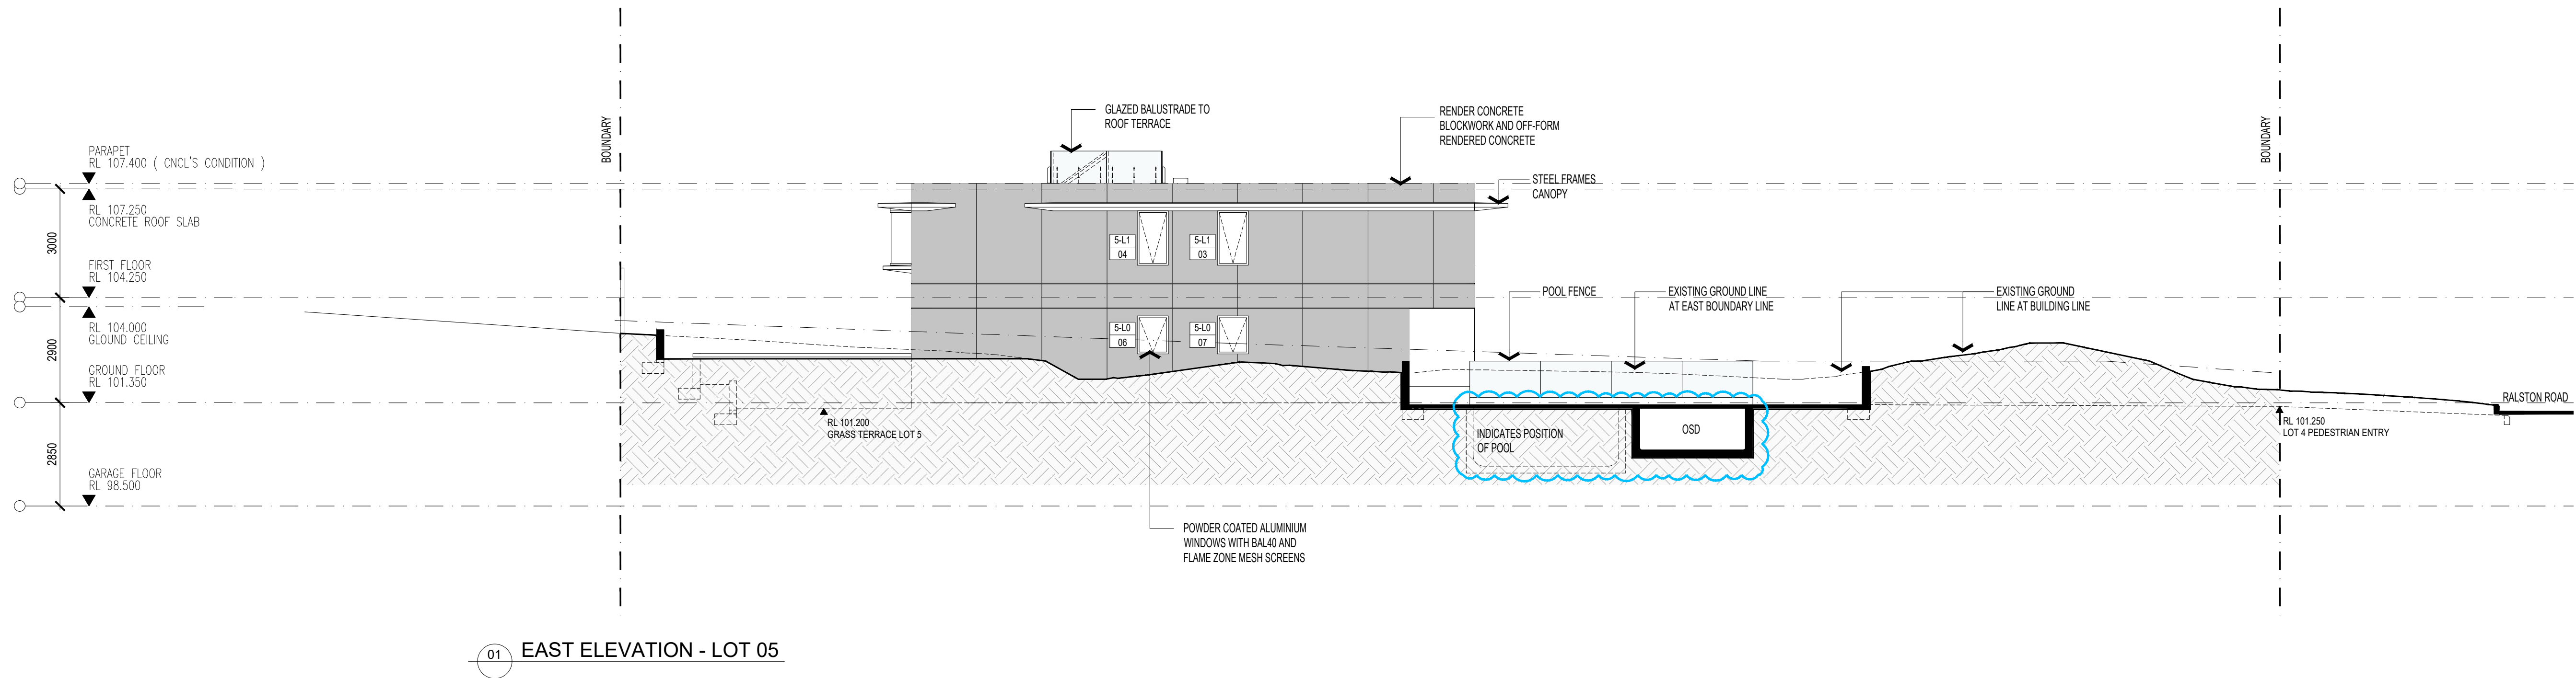 PARAPET
RL 107.400 ( CNCL'S CONDITION )
RL 107.250
CONCRETE ROOF SLAB
3000
FIRST FLOOR
RL 104.250
RL 104.000
GLOUND CEILING
2900
GROUND FLOOR
RL 101.350
2850
GARAGE FLOOR
RL 98.500
BOUNDARY
GLAZED BALUSTRADE TO
ROOF TERRACE
RENDER CONCRETE
BLOCKWORK AND OFF-FORM
RENDERED CONCRETE
STEEL FRAMES
CANOPY
5-L1
04
5-L1
03
5-L0
06
5-L0
07
POOL FENCE
EXISTING GROUND LINE
AT EAST BOUNDARY LINE
EXISTING GROUND
LINE AT BUILDING LINE
BOUNDARY
RL 101.200
GRASS TERRACE LOT 5
INDICATES POSITION
OF POOL
OSD
RALSTON ROAD
RL 101.250
LOT 4 PEDESTRIAN ENTRY
POWDER COATED ALUMINIUM
WINDOWS WITH BAL40 AND
FLAME ZONE MESH SCREENS
01 EAST ELEVATION - LOT 05